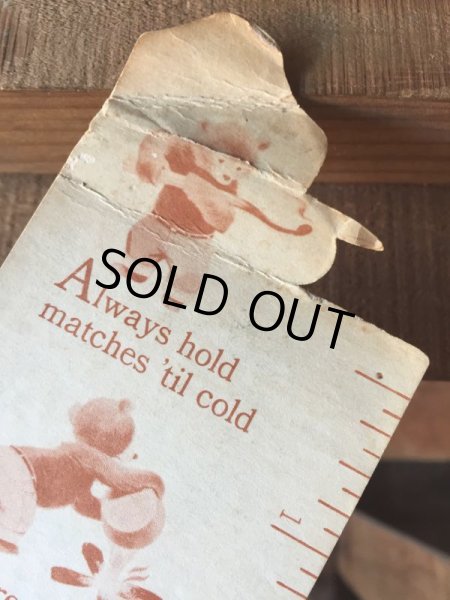 SOLD OUT
Always hold
matches 'til cold
1